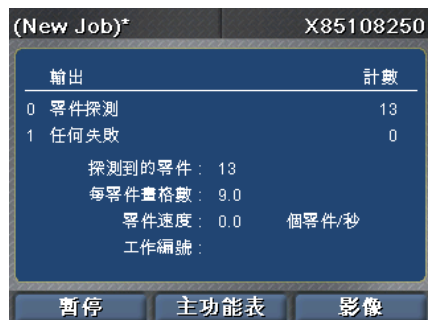 (New Job)* X85108250
輸出 計數
0 零件探測 13
1 任何失敗 0
探測到的零件 : 13
每零件畫格數 : 9.0
零件速度 : 0.0 個零件/秒
工作編號 :
暫停 主功能表 影像